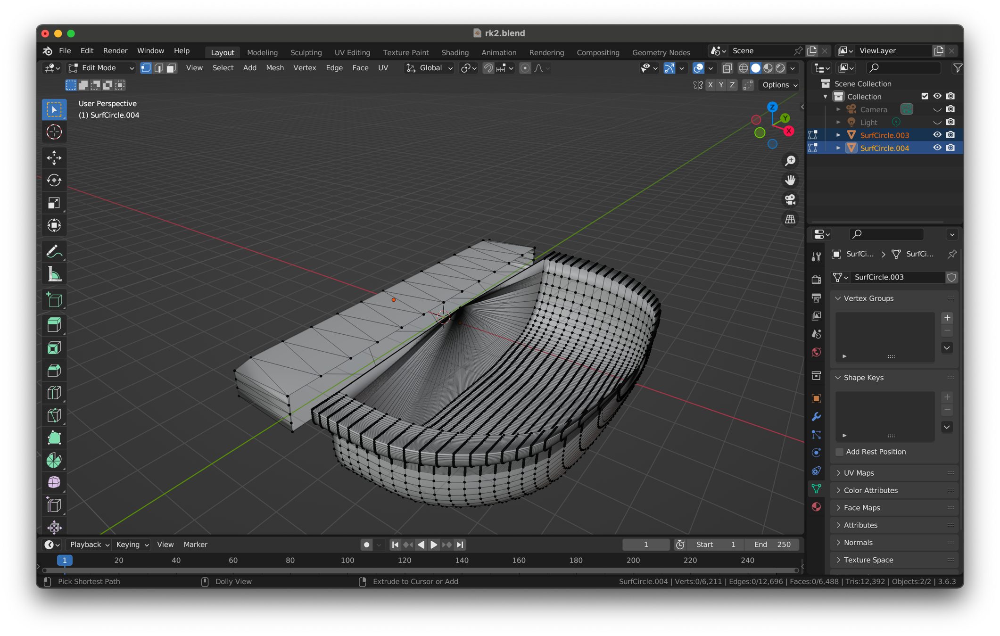 rk2.blend
File Edit Render Window Help Layout Modeling Sculpting UV Editing Texture Paint Shading Animation Rendering Compositing Geometry Nodes Scene ViewLayer
Edit Mode View Select Add Mesh Vertex Edge Face UV Global
X Y Z Options
User Perspective
(1) SurfCircle.004
Z
Y
X
Scene Collection
Collection
Camera
Light
SurfCircle.003
SurfCircle.004
SurfCi... SurfCi...
SurfCircle.003
Vertex Groups
Shape Keys
Add Rest Position
UV Maps
Color Attributes
Face Maps
Attributes
Normals
Texture Space
Playback Keying View Marker 1 Start 1 End 250
1 20 40 60 80 100 120 140 160 180 200 220 240
Pick Shortest Path Dolly View Extrude to Cursor or Add SurfCircle.004 | Verts:0/6,211 | Edges:0/12,696 | Faces:0/6,488 | Tris:12,392 | Objects:2/2 | 3.6.3